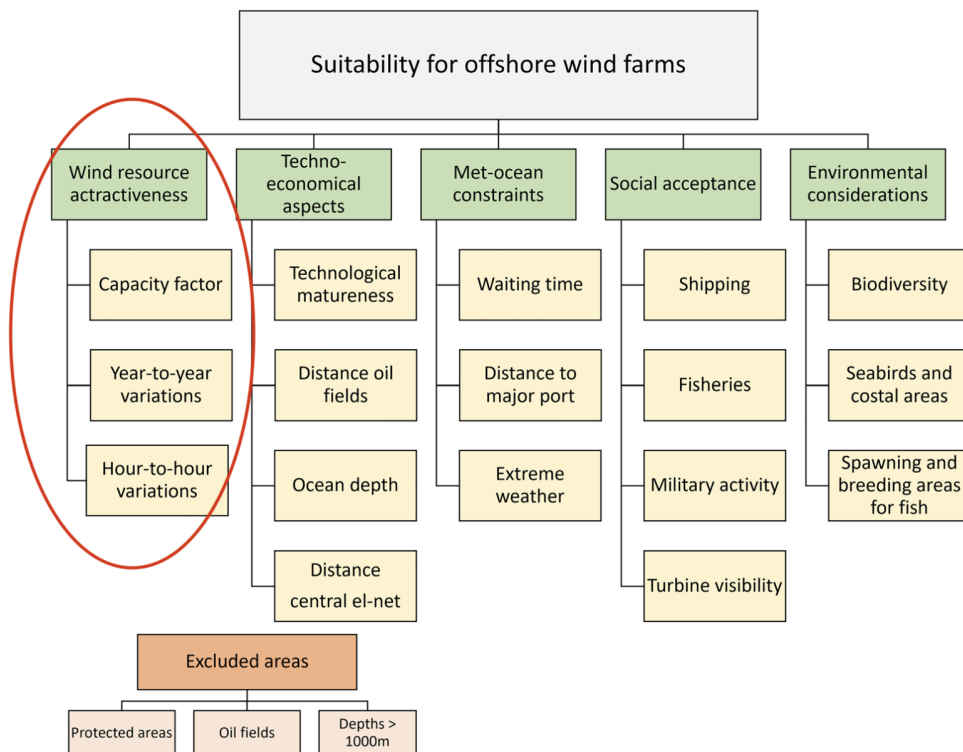 Suitability for offshore wind farms
Wind resource
actractiveness
Techno-
economical
aspects
Met-ocean
constraints
Social acceptance
Environmental
considerations
Capacity factor
Year-to-year
variations
Hour-to-hour
variations
Technological
matureness
Distance oil
fields
Ocean depth
Distance
central el-net
Waiting time
Distance to
major port
Extreme
weather
Shipping
Fisheries
Military activity
Turbine visibility
Biodiversity
Seabirds and
costal areas
Spawning and
breeding areas
for fish
Excluded areas
Protected areas
Oil fields
Depths >
1000m